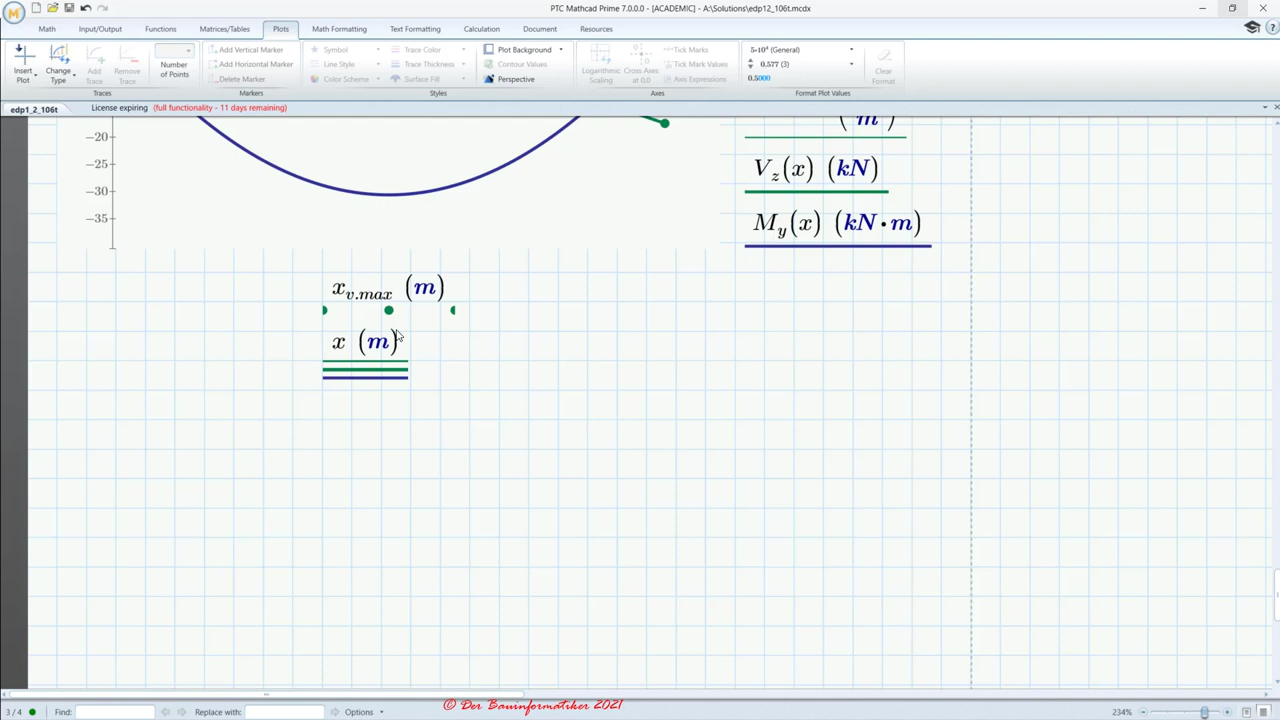 PTC Mathcad Prime 7.0.0.0 - [ACADEMIC] - A:\Solutions\edp12_106t.mcdx
Math Input/Output Functions Matrices/Tables Plots Math Formatting Text Formatting Calculation Document Resources
Insert Plot
Change Type
Add Trace
Remove Trace
Traces
Number of Points
Add Vertical Marker
Add Horizontal Marker
Delete Marker
Markers
Symbol
Line Style
Color Scheme
Trace Color
Trace Thickness
Surface Fill
Styles
Plot Background
Contour Values
Perspective
Logarithmic Scaling
Cross Axes at 0.0
Tick Marks
Tick Mark Values
Axis Expressions
Axes
5•10⁴ (General)
0.577 (3)
0.5000
Clear Format
Format Plot Values
edp1_2_106t License expiring (full functionality - 11 days remaining)
(m)
−20
−25
−30
−35
V_z(x) (kN)
M_y(x) (kN•m)
x_v.max (m)
x (m)
© Der Bauinformatiker 2021
3 / 4 Find: Replace with: Options 234%